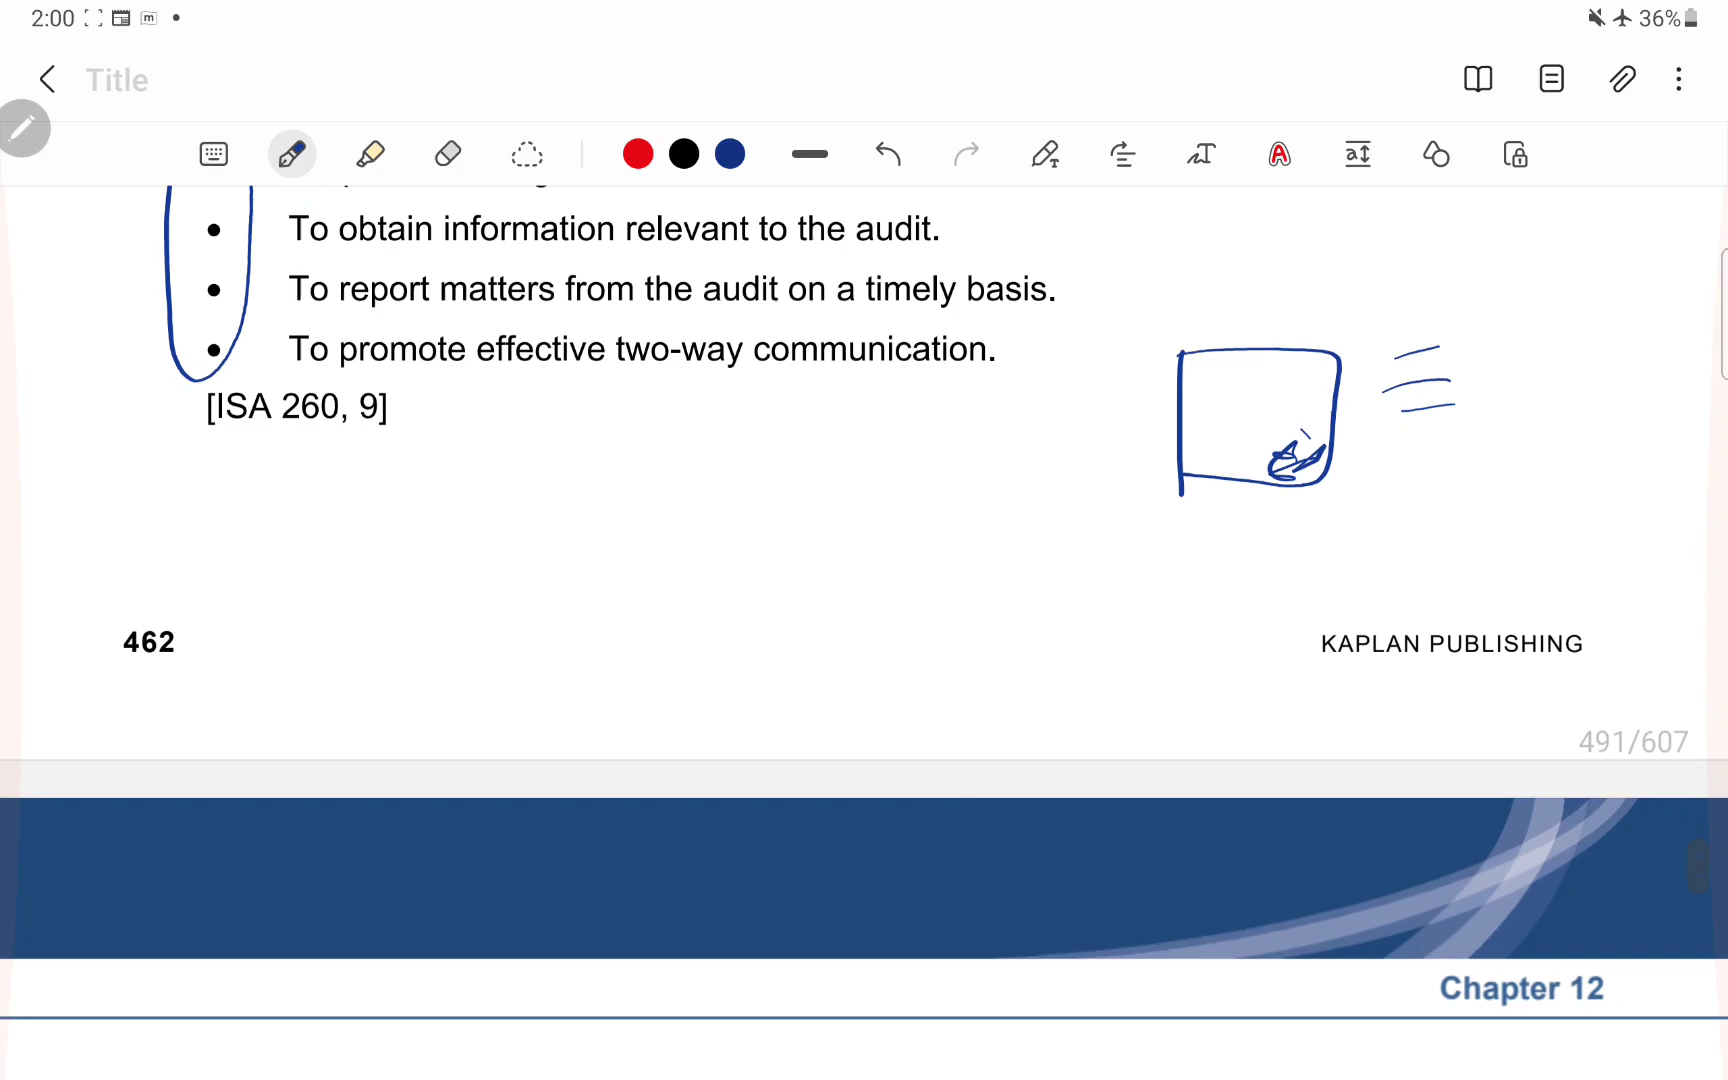 2:00
36%
Title
• To obtain information relevant to the audit.
• To report matters from the audit on a timely basis.
• To promote effective two-way communication.
[ISA 260, 9]
462
KAPLAN PUBLISHING
491/607
Chapter 12